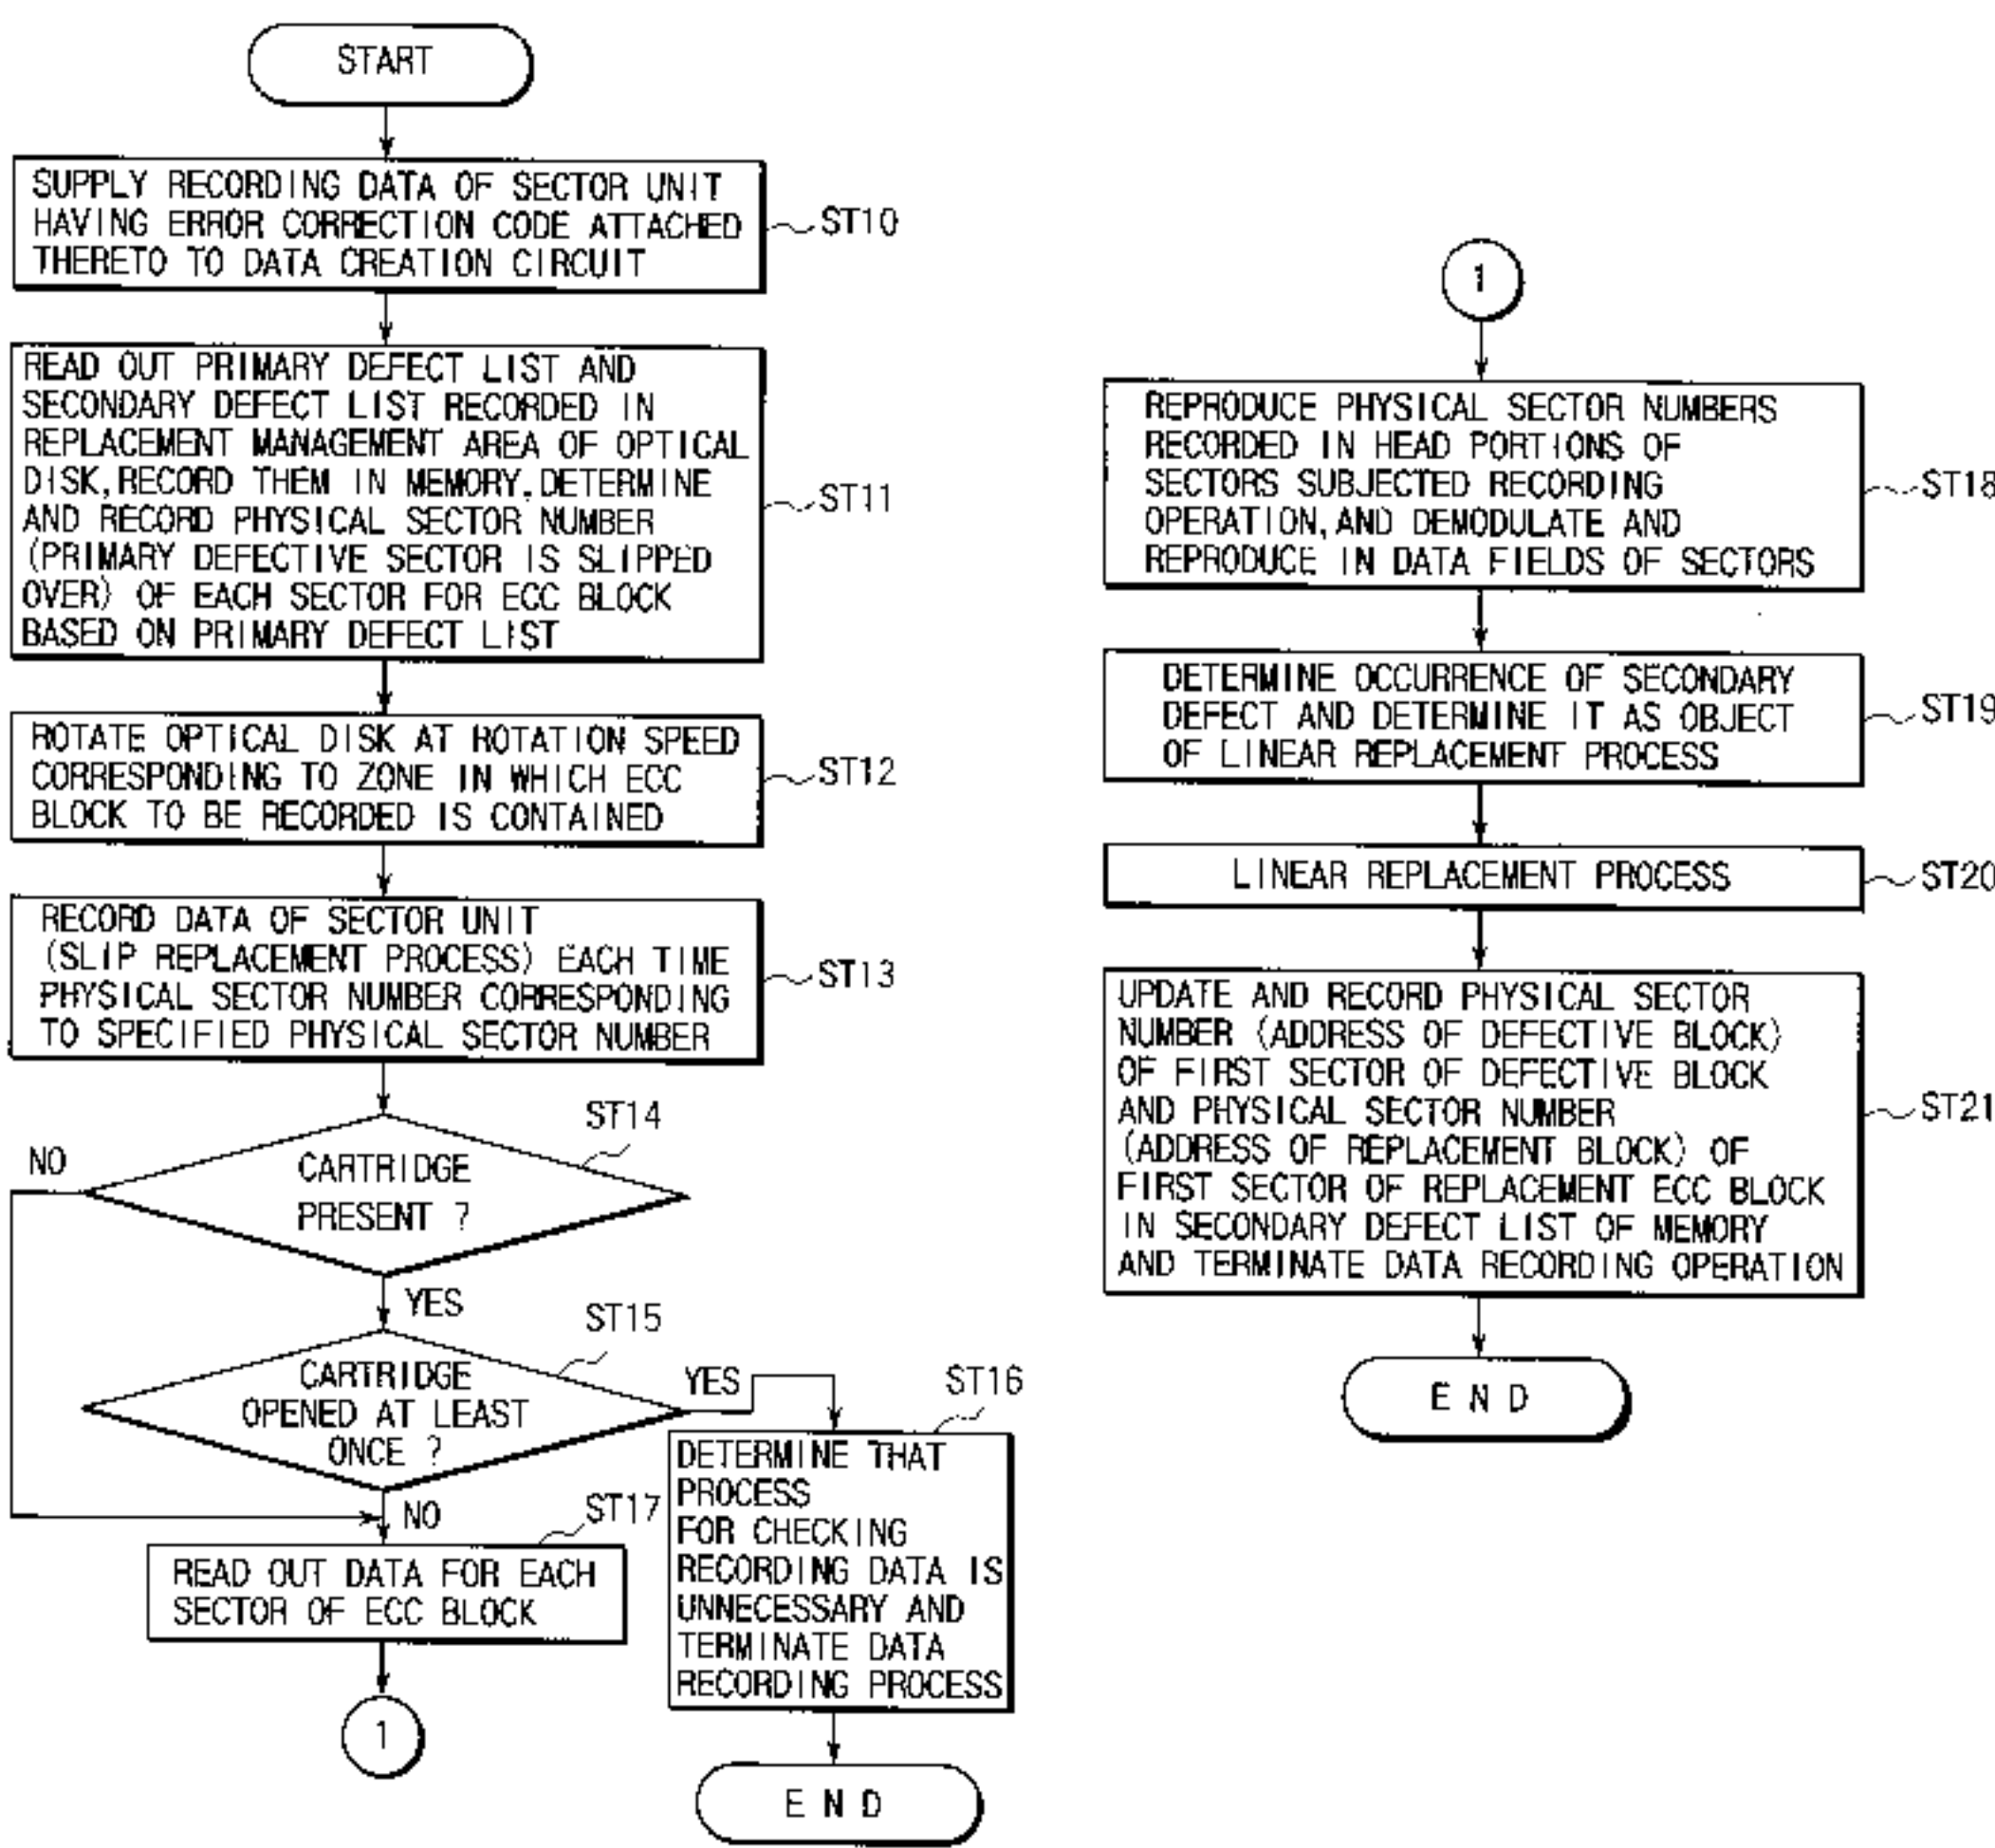 START
SUPPLY RECORDING DATA OF SECTOR UNIT
HAVING ERROR CORRECTION CODE ATTACHED
THERETO TO DATA CREATION CIRCUIT
ST10
READ OUT PRIMARY DEFECT LIST AND
SECONDARY DEFECT LIST RECORDED IN
REPLACEMENT MANAGEMENT AREA OF OPTICAL
DISK, RECORD THEM IN MEMORY, DETERMINE
AND RECORD PHYSICAL SECTOR NUMBER
(PRIMARY DEFECTIVE SECTOR IS SLIPPED
OVER) OF EACH SECTOR FOR ECC BLOCK
BASED ON PRIMARY DEFECT LIST
ST11
ROTATE OPTICAL DISK AT ROTATION SPEED
CORRESPONDING TO ZONE IN WHICH ECC
BLOCK TO BE RECORDED IS CONTAINED
ST12
RECORD DATA OF SECTOR UNIT
(SLIP REPLACEMENT PROCESS) EACH TIME
PHYSICAL SECTOR NUMBER CORRESPONDING
TO SPECIFIED PHYSICAL SECTOR NUMBER
ST13
ST14
NO
CARTRIDGE
PRESENT ?
YES
ST15
CARTRIDGE
OPENED AT LEAST
ONCE ?
YES
ST16
DETERMINE THAT
PROCESS
FOR CHECKING
RECORDING DATA IS
UNNECESSARY AND
TERMINATE DATA
RECORDING PROCESS
END
NO
ST17
READ OUT DATA FOR EACH
SECTOR OF ECC BLOCK
1
1
REPRODUCE PHYSICAL SECTOR NUMBERS
RECORDED IN HEAD PORTIONS OF
SECTORS SUBJECTED RECORDING
OPERATION, AND DEMODULATE AND
REPRODUCE IN DATA FIELDS OF SECTORS
ST18
DETERMINE OCCURRENCE OF SECONDARY
DEFECT AND DETERMINE IT AS OBJECT
OF LINEAR REPLACEMENT PROCESS
ST19
LINEAR REPLACEMENT PROCESS
ST20
UPDATE AND RECORD PHYSICAL SECTOR
NUMBER (ADDRESS OF DEFECTIVE BLOCK)
OF FIRST SECTOR OF DEFECTIVE BLOCK
AND PHYSICAL SECTOR NUMBER
(ADDRESS OF REPLACEMENT BLOCK) OF
FIRST SECTOR OF REPLACEMENT ECC BLOCK
IN SECONDARY DEFECT LIST OF MEMORY
AND TERMINATE DATA RECORDING OPERATION
ST21
END